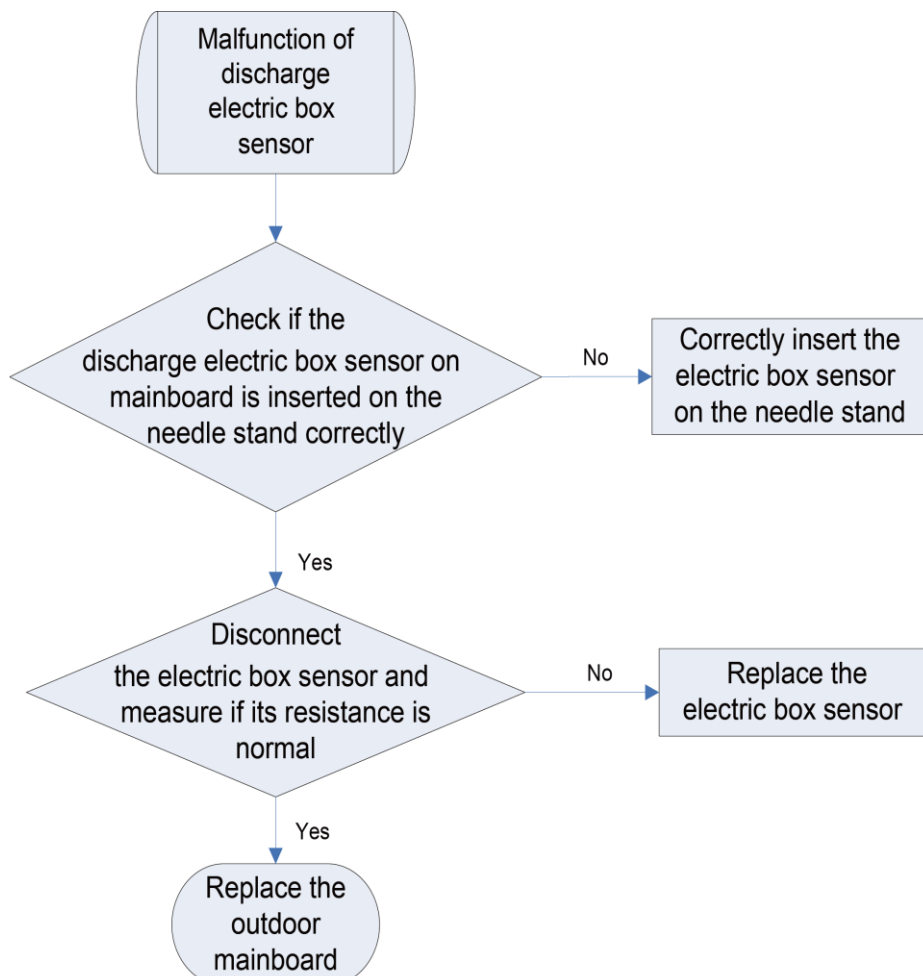 Malfunction of
discharge
electric box
sensor
Check if the
discharge electric box sensor on
mainboard is inserted on the
needle stand correctly
No
Correctly insert the
electric box sensor
on the needle stand
Yes
Disconnect
the electric box sensor and
measure if its resistance is
normal
No
Replace the
electric box sensor
Yes
Replace the
outdoor
mainboard